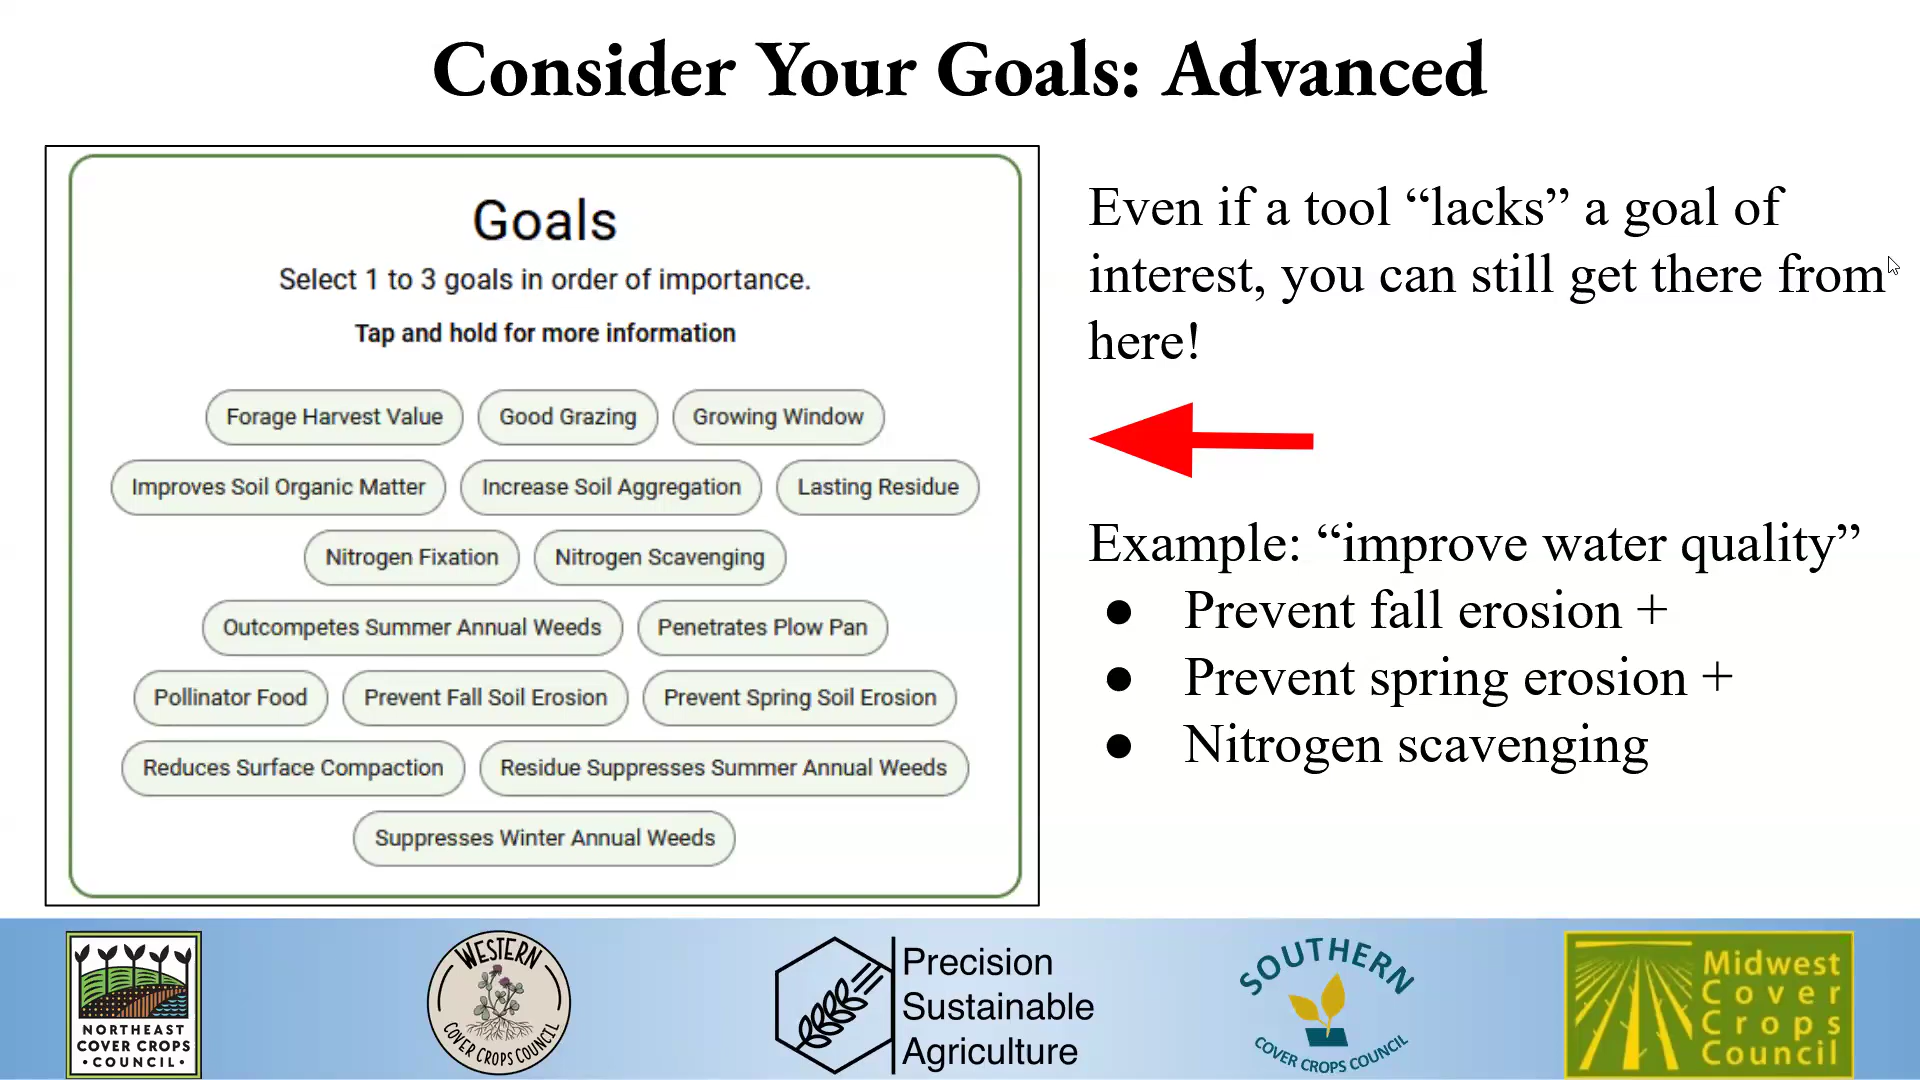 Consider Your Goals: Advanced
Goals
Select 1 to 3 goals in order of importance.
Tap and hold for more information
Forage Harvest Value
Good Grazing
Growing Window
Improves Soil Organic Matter
Increase Soil Aggregation
Lasting Residue
Nitrogen Fixation
Nitrogen Scavenging
Outcompetes Summer Annual Weeds
Penetrates Plow Pan
Pollinator Food
Prevent Fall Soil Erosion
Prevent Spring Soil Erosion
Reduces Surface Compaction
Residue Suppresses Summer Annual Weeds
Suppresses Winter Annual Weeds
Even if a tool “lacks” a goal of
interest, you can still get there from
here!
Example: “improve water quality”
● Prevent fall erosion +
● Prevent spring erosion +
● Nitrogen scavenging
NORTHEAST
COVER CROPS
•COUNCIL•
WESTERN
COVER CROPS COUNCIL
Precision
Sustainable
Agriculture
SOUTHERN
COVER CROPS COUNCIL
Midwest
Cover
Crops
Council